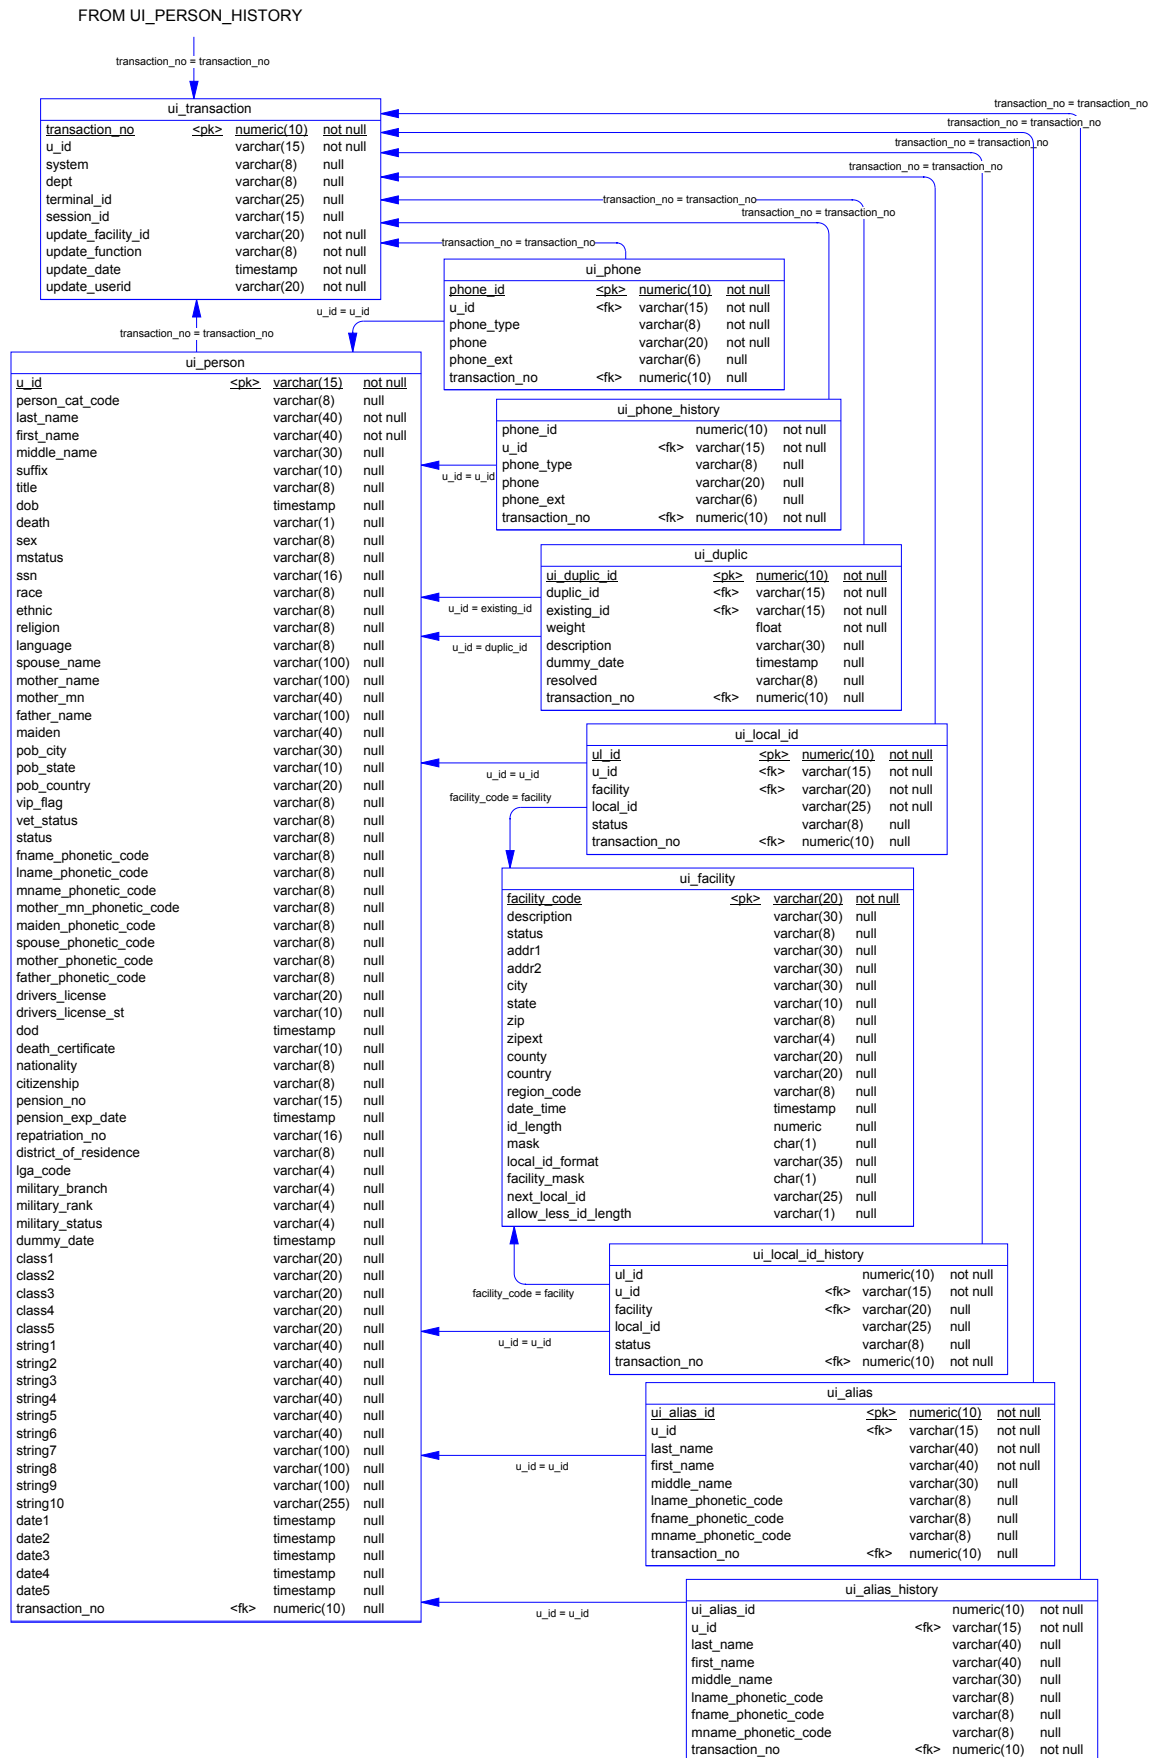 FROM UI_PERSON_HISTORY
transaction_no = transaction_no
ui_transaction
transaction_no <pk> numeric(10) not null
u_id varchar(15) not null
system varchar(8) null
dept varchar(8) null
terminal_id varchar(25) null
session_id varchar(15) null
update_facility_id varchar(20) not null
update_function varchar(8) not null
update_date timestamp not null
update_userid varchar(20) not null
transaction_no = transaction_no
transaction_no = transaction_no
transaction_no = transaction_no
transaction_no = transaction_no
transaction_no = transaction_no
transaction_no = transaction_no
transaction_no = transaction_no
ui_phone
phone_id <pk> numeric(10) not null
u_id <fk> varchar(15) not null
phone_type varchar(8) not null
phone varchar(20) not null
phone_ext varchar(6) null
transaction_no <fk> numeric(10) null
u_id = u_id
transaction_no = transaction_no
ui_person
u_id <pk> varchar(15) not null
person_cat_code varchar(8) null
last_name varchar(40) not null
first_name varchar(40) not null
middle_name varchar(30) null
suffix varchar(10) null
title varchar(8) null
dob timestamp null
death varchar(1) null
sex varchar(8) null
mstatus varchar(8) null
ssn varchar(16) null
race varchar(8) null
ethnic varchar(8) null
religion varchar(8) null
language varchar(8) null
spouse_name varchar(100) null
mother_name varchar(100) null
mother_mn varchar(40) null
father_name varchar(100) null
maiden varchar(40) null
pob_city varchar(30) null
pob_state varchar(10) null
pob_country varchar(20) null
vip_flag varchar(8) null
vet_status varchar(8) null
status varchar(8) null
fname_phonetic_code varchar(8) null
lname_phonetic_code varchar(8) null
mname_phonetic_code varchar(8) null
mother_mn_phonetic_code varchar(8) null
maiden_phonetic_code varchar(8) null
spouse_phonetic_code varchar(8) null
mother_phonetic_code varchar(8) null
father_phonetic_code varchar(8) null
drivers_license varchar(20) null
drivers_license_st varchar(10) null
dod timestamp null
death_certificate varchar(10) null
nationality varchar(8) null
citizenship varchar(8) null
pension_no varchar(15) null
pension_exp_date timestamp null
repatriation_no varchar(16) null
district_of_residence varchar(8) null
lga_code varchar(4) null
military_branch varchar(4) null
military_rank varchar(4) null
military_status varchar(4) null
dummy_date timestamp null
class1 varchar(20) null
class2 varchar(20) null
class3 varchar(20) null
class4 varchar(20) null
class5 varchar(20) null
string1 varchar(40) null
string2 varchar(40) null
string3 varchar(40) null
string4 varchar(40) null
string5 varchar(40) null
string6 varchar(40) null
string7 varchar(100) null
string8 varchar(100) null
string9 varchar(100) null
string10 varchar(255) null
date1 timestamp null
date2 timestamp null
date3 timestamp null
date4 timestamp null
date5 timestamp null
transaction_no <fk> numeric(10) null
ui_phone_history
phone_id numeric(10) not null
u_id <fk> varchar(15) not null
phone_type varchar(8) null
phone varchar(20) null
phone_ext varchar(6) null
transaction_no <fk> numeric(10) not null
u_id = u_id
ui_duplic
ui_duplic_id <pk> numeric(10) not null
duplic_id <fk> varchar(15) not null
existing_id <fk> varchar(15) not null
weight float not null
description varchar(30) null
dummy_date timestamp null
resolved varchar(8) null
transaction_no <fk> numeric(10) null
u_id = existing_id
u_id = duplic_id
ui_local_id
ul_id <pk> numeric(10) not null
u_id <fk> varchar(15) not null
facility <fk> varchar(20) not null
local_id varchar(25) not null
status varchar(8) null
transaction_no <fk> numeric(10) null
u_id = u_id
facility_code = facility
ui_facility
facility_code <pk> varchar(20) not null
description varchar(30) null
status varchar(8) null
addr1 varchar(30) null
addr2 varchar(30) null
city varchar(30) null
state varchar(10) null
zip varchar(8) null
zipext varchar(4) null
county varchar(20) null
country varchar(20) null
region_code varchar(8) null
date_time timestamp null
id_length numeric null
mask char(1) null
local_id_format varchar(35) null
facility_mask char(1) null
next_local_id varchar(25) null
allow_less_id_length varchar(1) null
ui_local_id_history
ul_id numeric(10) not null
u_id <fk> varchar(15) not null
facility <fk> varchar(20) null
local_id varchar(25) null
status varchar(8) null
transaction_no <fk> numeric(10) not null
facility_code = facility
u_id = u_id
ui_alias
ui_alias_id <pk> numeric(10) not null
u_id <fk> varchar(15) not null
last_name varchar(40) not null
first_name varchar(40) not null
middle_name varchar(30) null
lname_phonetic_code varchar(8) null
fname_phonetic_code varchar(8) null
mname_phonetic_code varchar(8) null
transaction_no <fk> numeric(10) null
u_id = u_id
ui_alias_history
ui_alias_id numeric(10) not null
u_id <fk> varchar(15) not null
last_name varchar(40) null
first_name varchar(40) null
middle_name varchar(30) null
lname_phonetic_code varchar(8) null
fname_phonetic_code varchar(8) null
mname_phonetic_code varchar(8) null
transaction_no <fk> numeric(10) not null
u_id = u_id